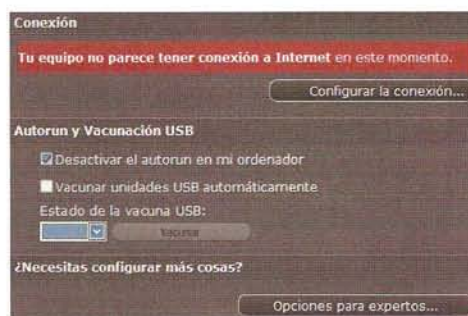 Conexión
Tu equipo no parece tener conexión a Internet en este momento.
Configurar la conexión...
Autorun y Vacunación USB
Desactivar el autorun en mi ordenador
Vacunar unidades USB automáticamente
Estado de la vacuna USB:
Vacunar
¿Necesitas configurar más cosas?
Opciones para expertos...